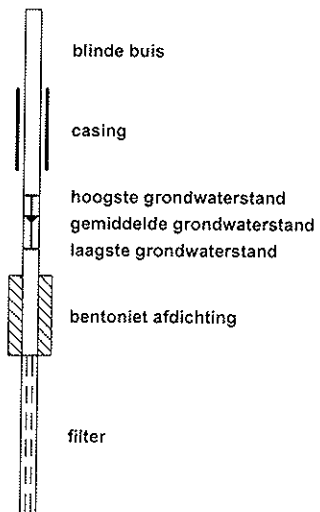 blinde buis
casing
hoogste grondwaterstand
gemiddelde grondwaterstand
laagste grondwaterstand
bentoniet afdichting
filter